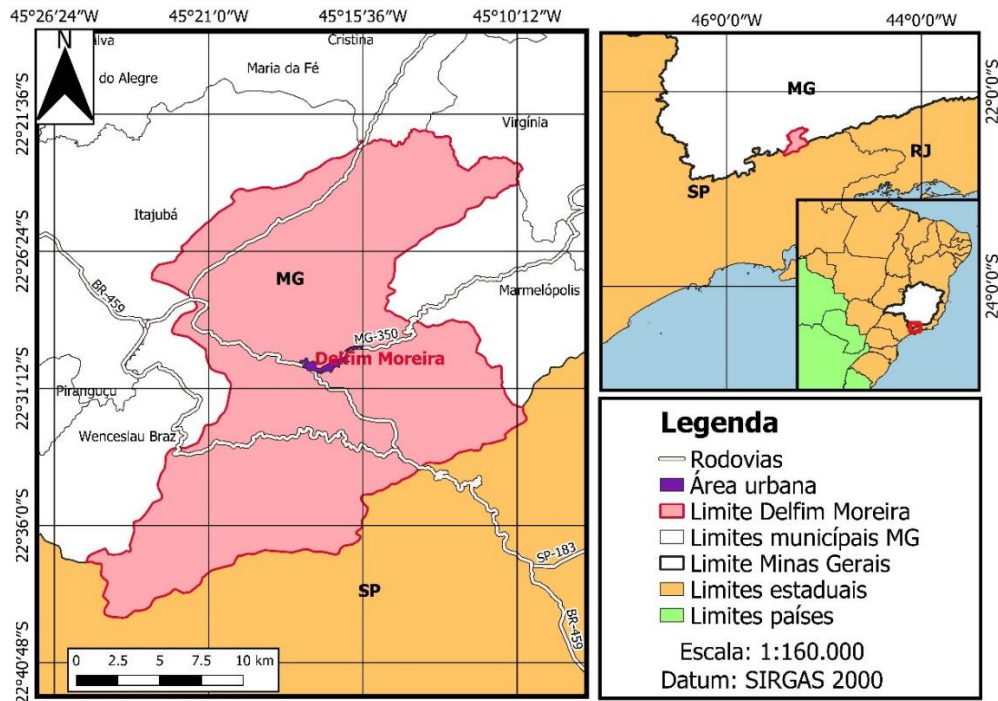 45°26'24"W 45°21'0"W 45°15'36"W 45°10'12"W
N
alva
do Alegre
Cristina
Maria da Fé
Virgínia
22°21'36"S
Itajubá
22°26'24"S
MG
BR-459
Marmelópolis
MG-350
Delfim Moreira
22°31'12"S
Piranguçu
Wenceslau Braz
22°36'0"S
SP-183
SP
BR-459
22°40'48"S
0 2.5 5 7.5 10 km
46°0'0"W 44°0'0"W
22°0'0"S
MG
RJ
SP
24°0'0"S
Legenda
Rodovias
Área urbana
Limite Delfim Moreira
Limites municípais MG
Limite Minas Gerais
Limites estaduais
Limites países
Escala: 1:160.000
Datum: SIRGAS 2000